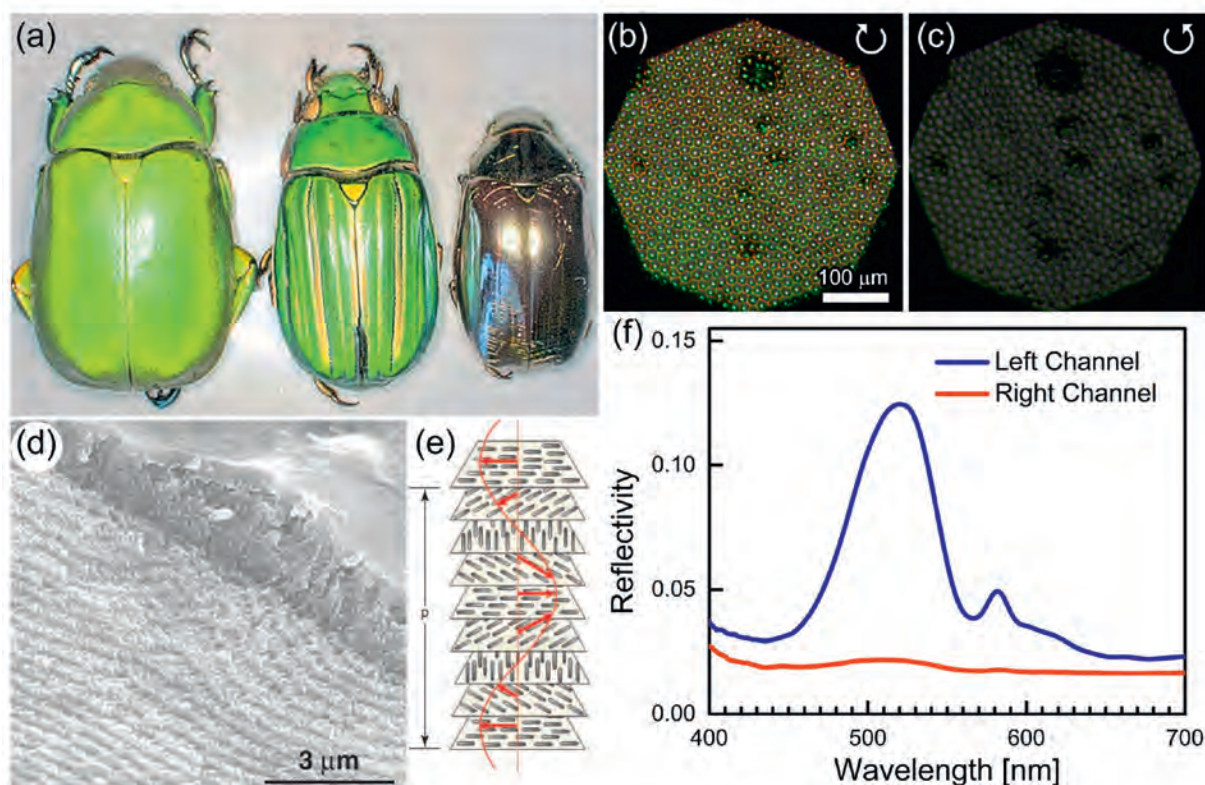 (a)
(b)
(c)
100 μm
(d)
3 μm
(e)
p
(f)
0.15
0.10
0.05
0.00
Reflectivity
Left Channel
Right Channel
400
500
600
700
Wavelength [nm]